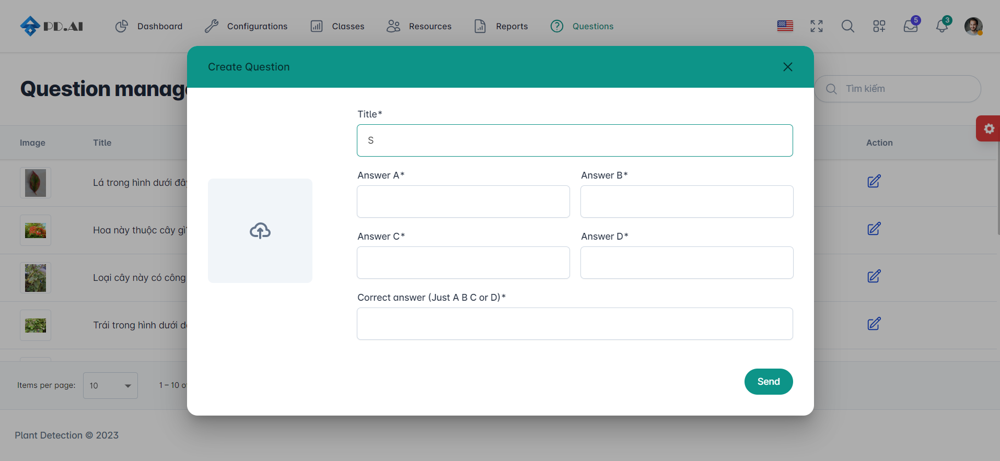 PD.AI Dashboard Configurations Classes Resources Reports Questions 5 3
Create Question
Question manage
Tìm kiếm
Title*
S
Image Title Action
Answer A* Answer B*
Lá trong hình dưới đây
Hoa này thuộc cây gì?
Answer C* Answer D*
Loại cây này có công
Correct answer (Just A B C or D)*
Trái trong hình dưới
Send
Items per page: 10 1 – 10
Plant Detection © 2023